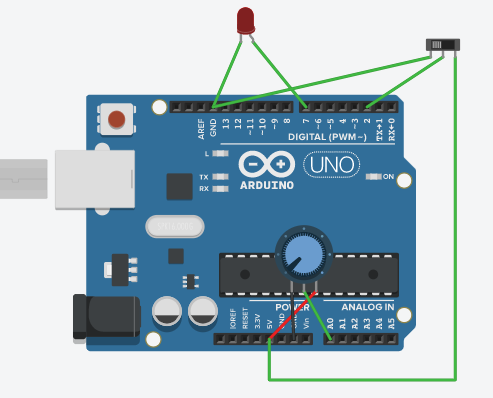 AREF
GND
13
12
~11
~10
~9
8
7
~6
~5
4
~3
2
TX→1
RX←0
DIGITAL (PWM~)
L
TX
RX
UNO
ON
ARDUINO
POWER
ANALOG IN
IOREF
RESET
3.3V
5V
GND
Vin
A0
A1
A2
A3
A4
A5